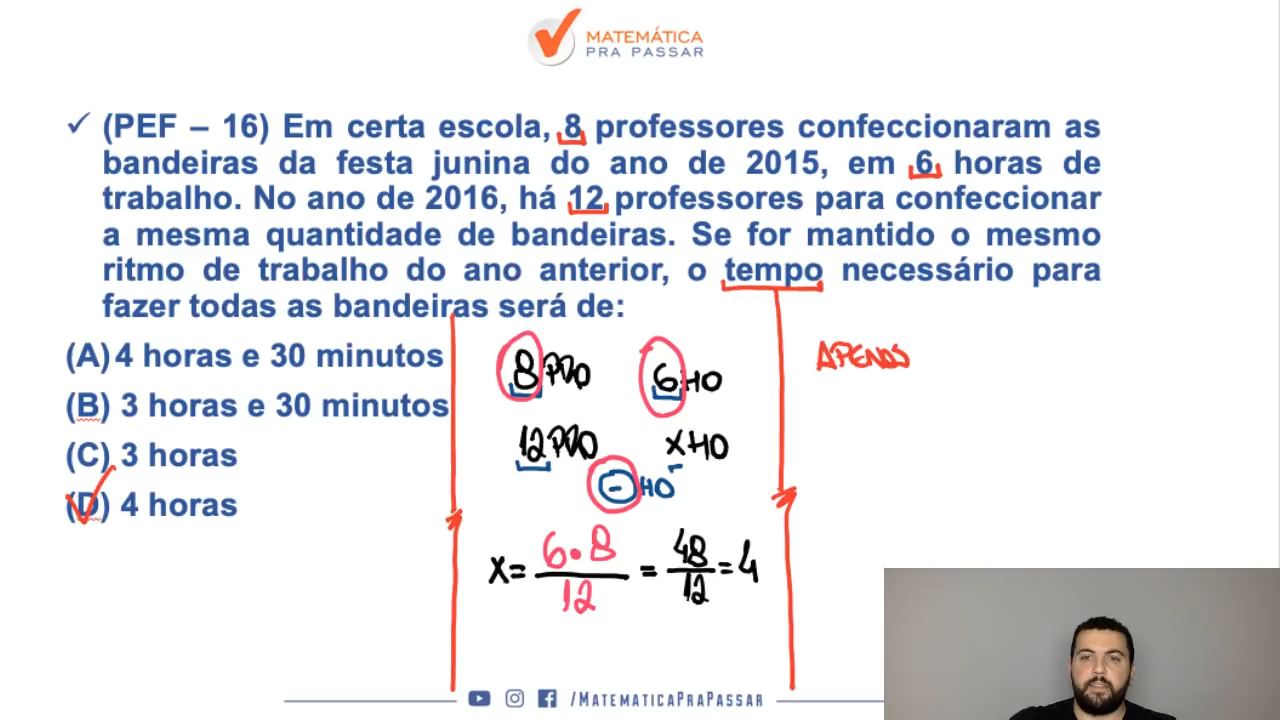 MATEMÁTICA
PRA PASSAR
✓ (PEF – 16) Em certa escola, 8 professores confeccionaram as
bandeiras da festa junina do ano de 2015, em 6 horas de
trabalho. No ano de 2016, há 12 professores para confeccionar
a mesma quantidade de bandeiras. Se for mantido o mesmo
ritmo de trabalho do ano anterior, o tempo necessário para
fazer todas as bandeiras será de:
(A) 4 horas e 30 minutos
(B) 3 horas e 30 minutos
(C) 3 horas
(D) 4 horas
8 PRO 6 HO
12 PRO X HO
- HO
X = 6 • 8 / 12 = 48 / 12 = 4
APENAS
/MATEMATICAPRAPASSAR